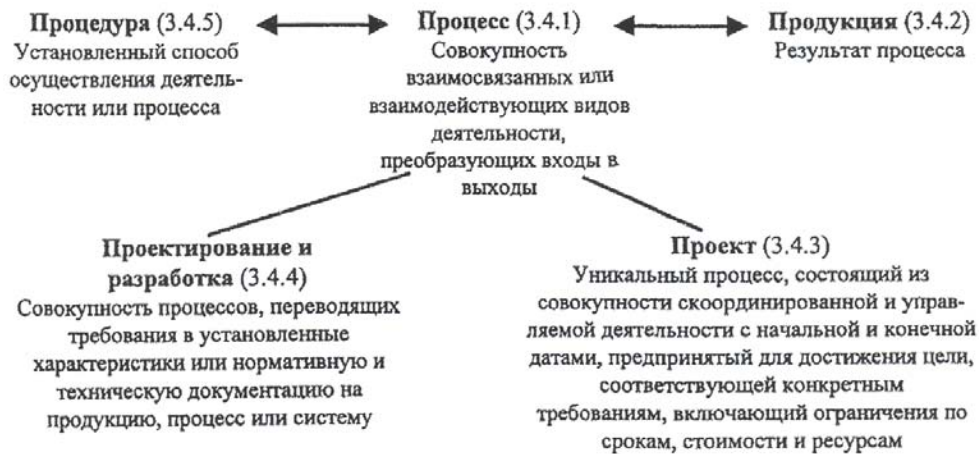 Процедура (3.4.5)
Установленный способ
осуществления деятель-
ности или процесса
Процесс (3.4.1)
Совокупность
взаимосвязанных или
взаимодействующих видов
деятельности,
преобразующих входы в
выходы
Продукция (3.4.2)
Результат процесса
Проектирование и
разработка (3.4.4)
Совокупность процессов, переводящих
требования в установленные
характеристики или нормативную и
техническую документацию на
продукцию, процесс или систему
Проект (3.4.3)
Уникальный процесс, состоящий из
совокупности скоординированной и управ-
ляемой деятельности с начальной и конечной
датами, предпринятый для достижения цели,
соответствующей конкретным
требованиям, включающий ограничения по
срокам, стоимости и ресурсам